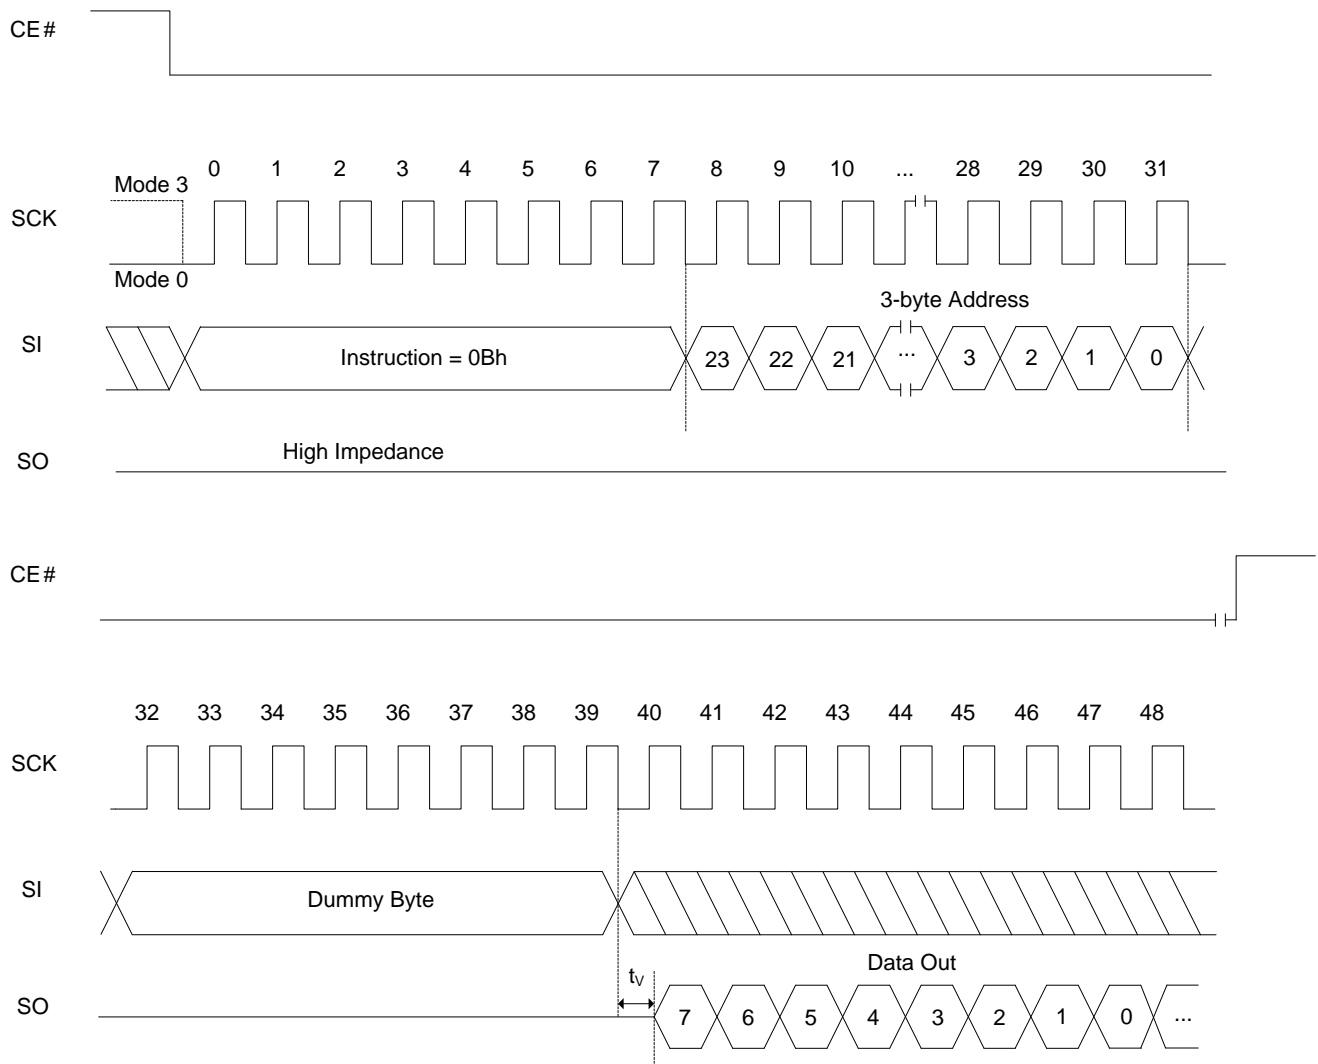 CE#
0 1 2 3 4 5 6 7 8 9 10 ... 28 29 30 31
Mode 3
SCK
Mode 0
3-byte Address
SI
Instruction = 0Bh
23 22 21 ... 3 2 1 0
High Impedance
SO
CE#
32 33 34 35 36 37 38 39 40 41 42 43 44 45 46 47 48
SCK
SI
Dummy Byte
Data Out
tV
SO
7 6 5 4 3 2 1 0 ...